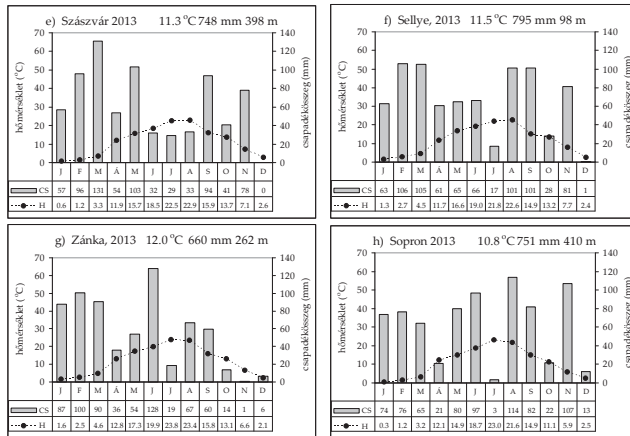 e) Szászvár 2013 11.3 °C 748 mm 398 m
hőmérséklet (°C)
70
60
50
40
30
20
10
0
140
120
100
80
60
40
20
0
csapadékösszeg (mm)
J F M Á M J J A S O N D
CS 57 96 131 54 103 32 29 33 94 41 78 0
H 0.6 1.2 3.3 11.9 15.7 18.5 22.5 22.9 15.9 13.7 7.1 2.6
f) Sellye, 2013 11.5 °C 795 mm 98 m
hőmérséklet (°C)
70
60
50
40
30
20
10
0
140
120
100
80
60
40
20
0
csapadékösszeg (mm)
J F M Á M J J A S O N D
CS 63 106 105 61 65 66 17 101 101 28 81 1
H 1.3 2.7 4.5 11.7 16.6 19.0 21.8 22.6 14.9 13.2 7.7 2.4
g) Zánka, 2013 12.0 °C 660 mm 262 m
hőmérséklet (°C)
70
60
50
40
30
20
10
0
140
120
100
80
60
40
20
0
csapadékösszeg (mm)
J F M Á M J J A S O N D
CS 87 100 90 36 54 128 19 67 60 14 1 6
H 1.6 2.5 4.6 12.8 17.3 19.9 23.8 23.4 15.8 13.1 6.6 2.1
h) Sopron 2013 10.8 °C 751 mm 410 m
hőmérséklet (°C)
70
60
50
40
30
20
10
0
140
120
100
80
60
40
20
0
csapadékösszeg (mm)
J F M Á M J J A S O N D
CS 74 76 65 21 80 97 3 114 82 22 107 13
H 0.3 1.2 3.2 12.1 14.9 18.7 23.0 21.6 14.9 11.1 5.9 2.5